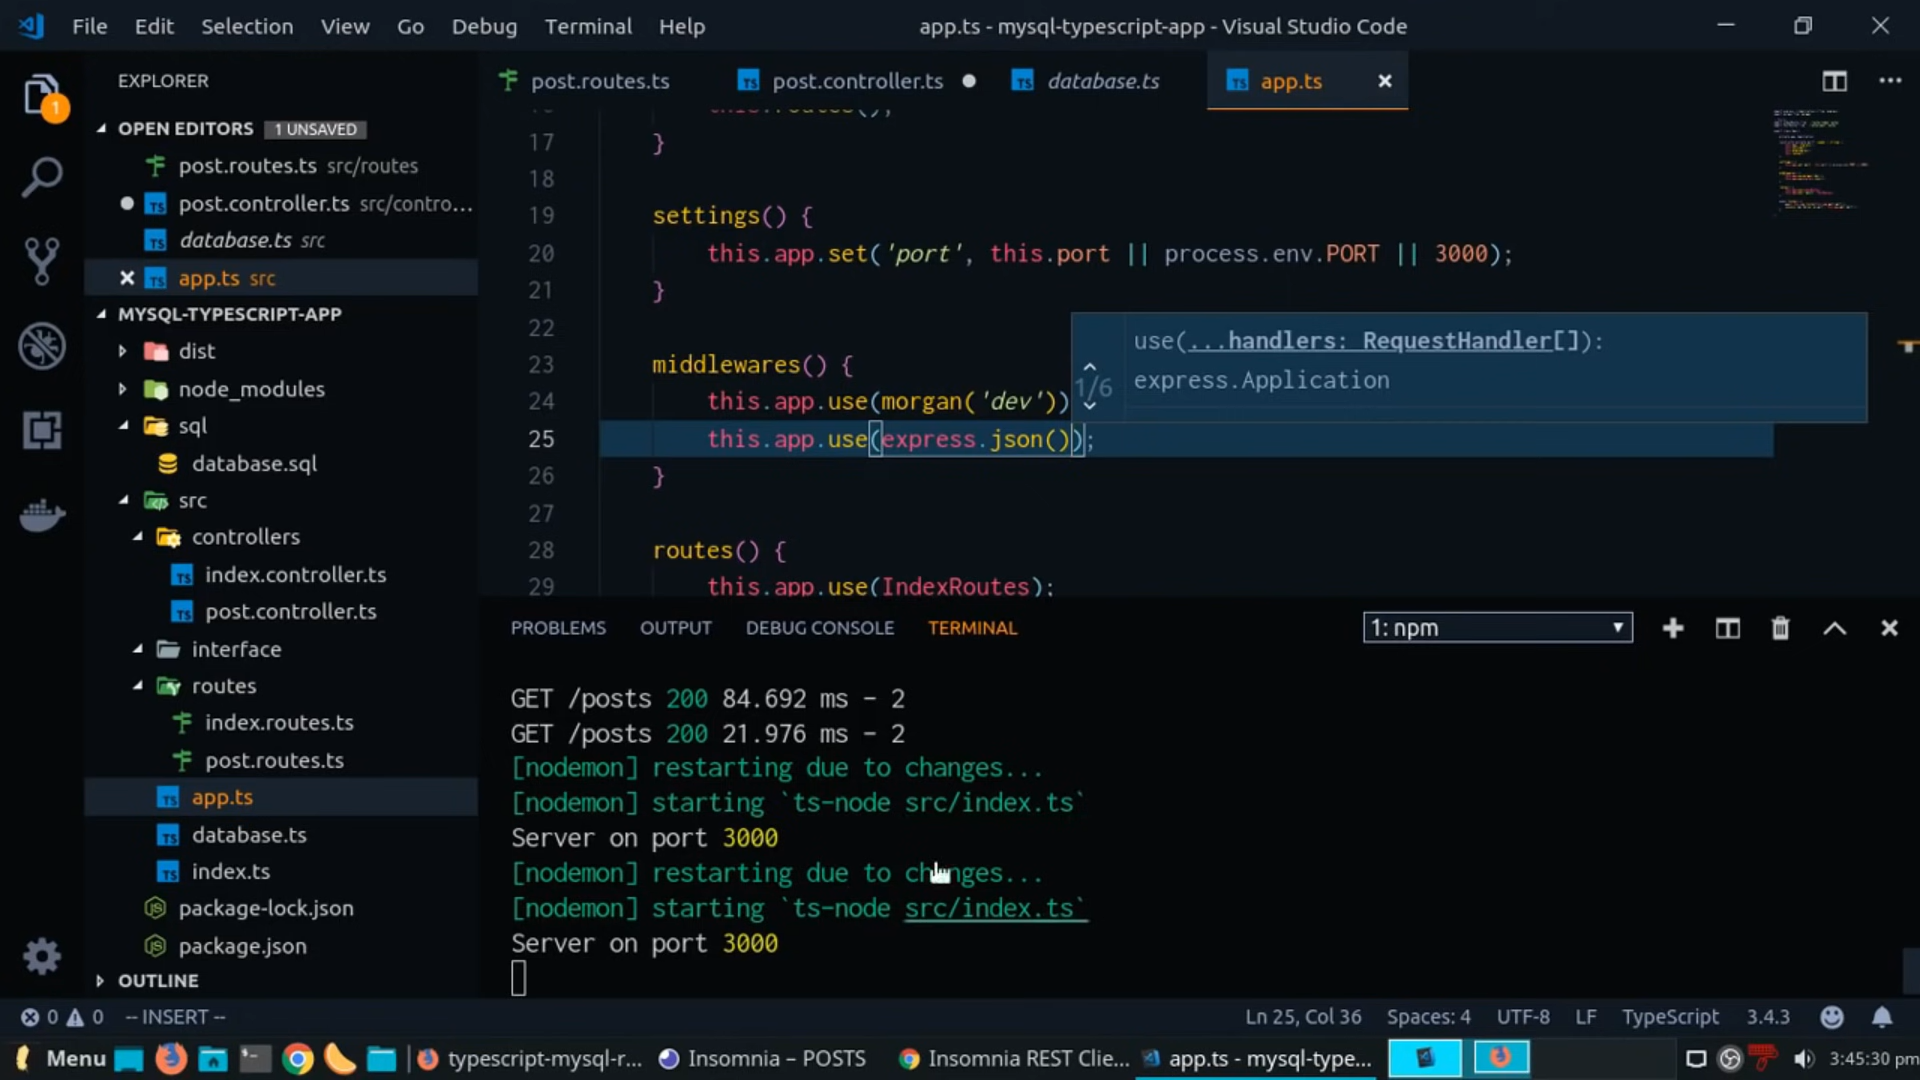 File Edit Selection View Go Debug Terminal Help
app.ts - mysql-typescript-app - Visual Studio Code
EXPLORER
1
OPEN EDITORS 1 UNSAVED
post.routes.ts src/routes
post.controller.ts src/contro...
database.ts src
app.ts src
MYSQL-TYPESCRIPT-APP
dist
node_modules
sql
database.sql
src
controllers
index.controller.ts
post.controller.ts
interface
routes
index.routes.ts
post.routes.ts
app.ts
database.ts
index.ts
package-lock.json
package.json
OUTLINE
post.routes.ts post.controller.ts database.ts app.ts
17 }
18
19 settings() {
20 this.app.set('port', this.port || process.env.PORT || 3000);
21 }
22
23 middlewares() {
24 this.app.use(morgan('dev'))
25 this.app.use(express.json());
26 }
27
28 routes() {
29 this.app.use(IndexRoutes);
use(...handlers: RequestHandler[]):
1/6 express.Application
PROBLEMS OUTPUT DEBUG CONSOLE TERMINAL
1: npm
GET /posts 200 84.692 ms - 2
GET /posts 200 21.976 ms - 2
[nodemon] restarting due to changes...
[nodemon] starting `ts-node src/index.ts`
Server on port 3000
[nodemon] restarting due to changes...
[nodemon] starting `ts-node src/index.ts`
Server on port 3000
0 0 -- INSERT --
Ln 25, Col 36 Spaces: 4 UTF-8 LF TypeScript 3.4.3
Menu typescript-mysql-r... Insomnia – POSTS Insomnia REST Clie... app.ts - mysql-type... 3:45:30 pm